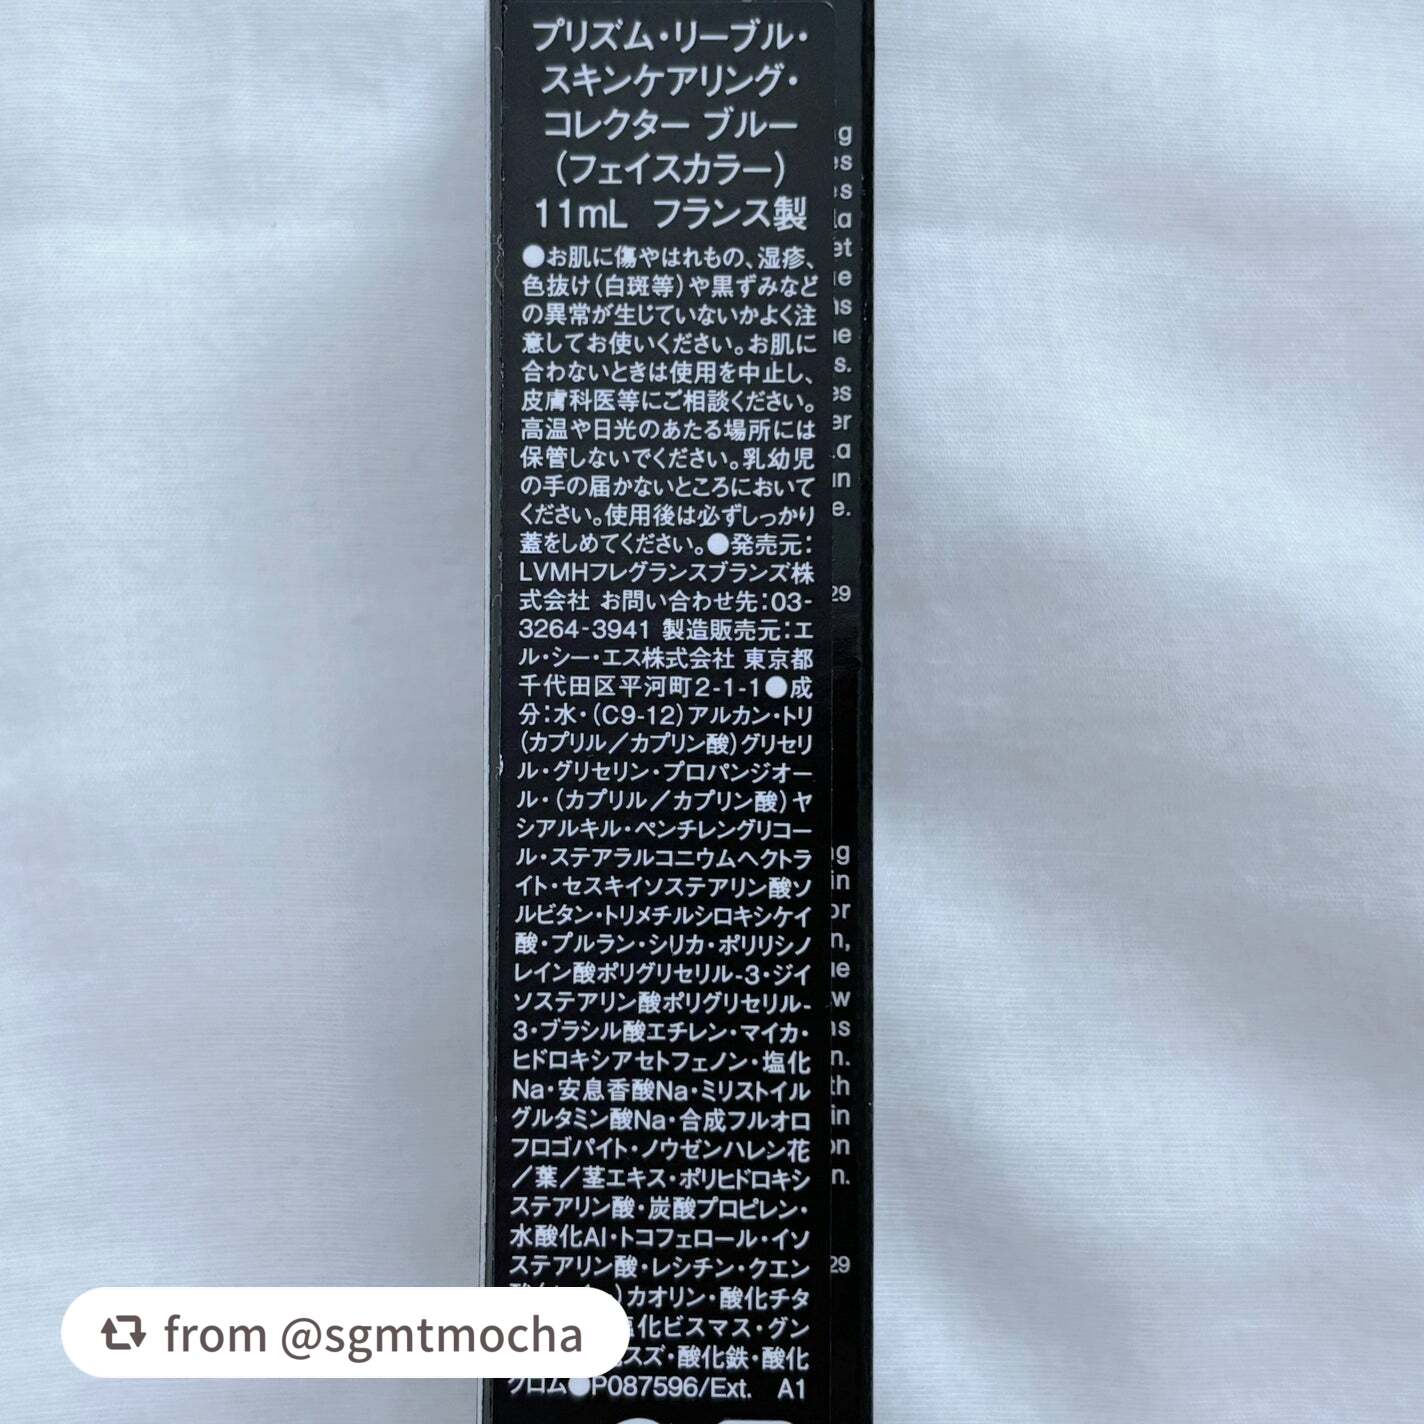 プリズム・リーブル・
スキンケアリング・
コレクター ブルー
（フェイスカラー）
11mL フランス製
●お肌に傷やはれもの、湿疹、
色抜け（白斑等）や黒ずみなど
の異常が生じていないかよく注
意してお使いください。お肌に
合わないときは使用を中止し、
皮膚科医等にご相談ください。
高温や日光のあたる場所には
保管しないでください。乳幼児
の手の届かないところにおいて
ください。使用後は必ずしっかり
蓋をしめてください。●発売元：
LVMHフレグランスブランズ株
式会社 お問い合わせ先：03-
3264-3941 製造販売元：エ
ル・シー・エス株式会社 東京都
千代田区平河町2-1-1●成
分：水・（C9-12）アルカン・トリ
（カプリル／カプリン酸）グリセリ
ル・グリセリン・プロパンジオー
ル・（カプリル／カプリン酸）ヤ
シアルキル・ペンチレングリコー
ル・ステアラルコニウムヘクトラ
イト・セスキイソステアリン酸ソ
ルビタン・トリメチルシロキシケイ
酸・プルラン・シリカ・ポリリシノ
レイン酸ポリグリセリル-3・ジイ
ソステアリン酸ポリグリセリル-
3・ブラシル酸エチレン・マイカ・
ヒドロキシアセトフェノン・塩化
Na・安息香酸Na・ミリストイル
グルタミン酸Na・合成フルオロ
フロゴパイト・ノウゼンハレン花
／葉／茎エキス・ポリヒドロキシ
ステアリン酸・炭酸プロピレン・
水酸化Al・トコフェロール・イソ
ステアリン酸・レシチン・クエン
）カオリン・酸化チタ
化ビスマス・グン
スズ・酸化鉄・酸化
クロム●P087596/Ext. A1
from @sgmtmocha